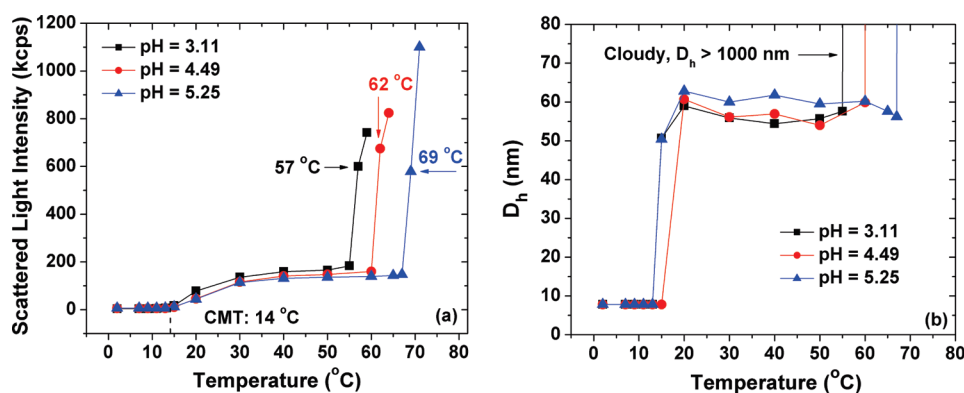 Scattered Light Intensity (kcps)
1200
1000
800
600
400
200
0
pH = 3.11
pH = 4.49
pH = 5.25
62 °C
57 °C
69 °C
CMT: 14 °C
(a)
0 10 20 30 40 50 60 70 80
Temperature (°C)
D_h (nm)
80
70
60
50
40
30
20
10
0
Cloudy, D_h > 1000 nm
pH = 3.11
pH = 4.49
pH = 5.25
(b)
0 10 20 30 40 50 60 70 80
Temperature (°C)